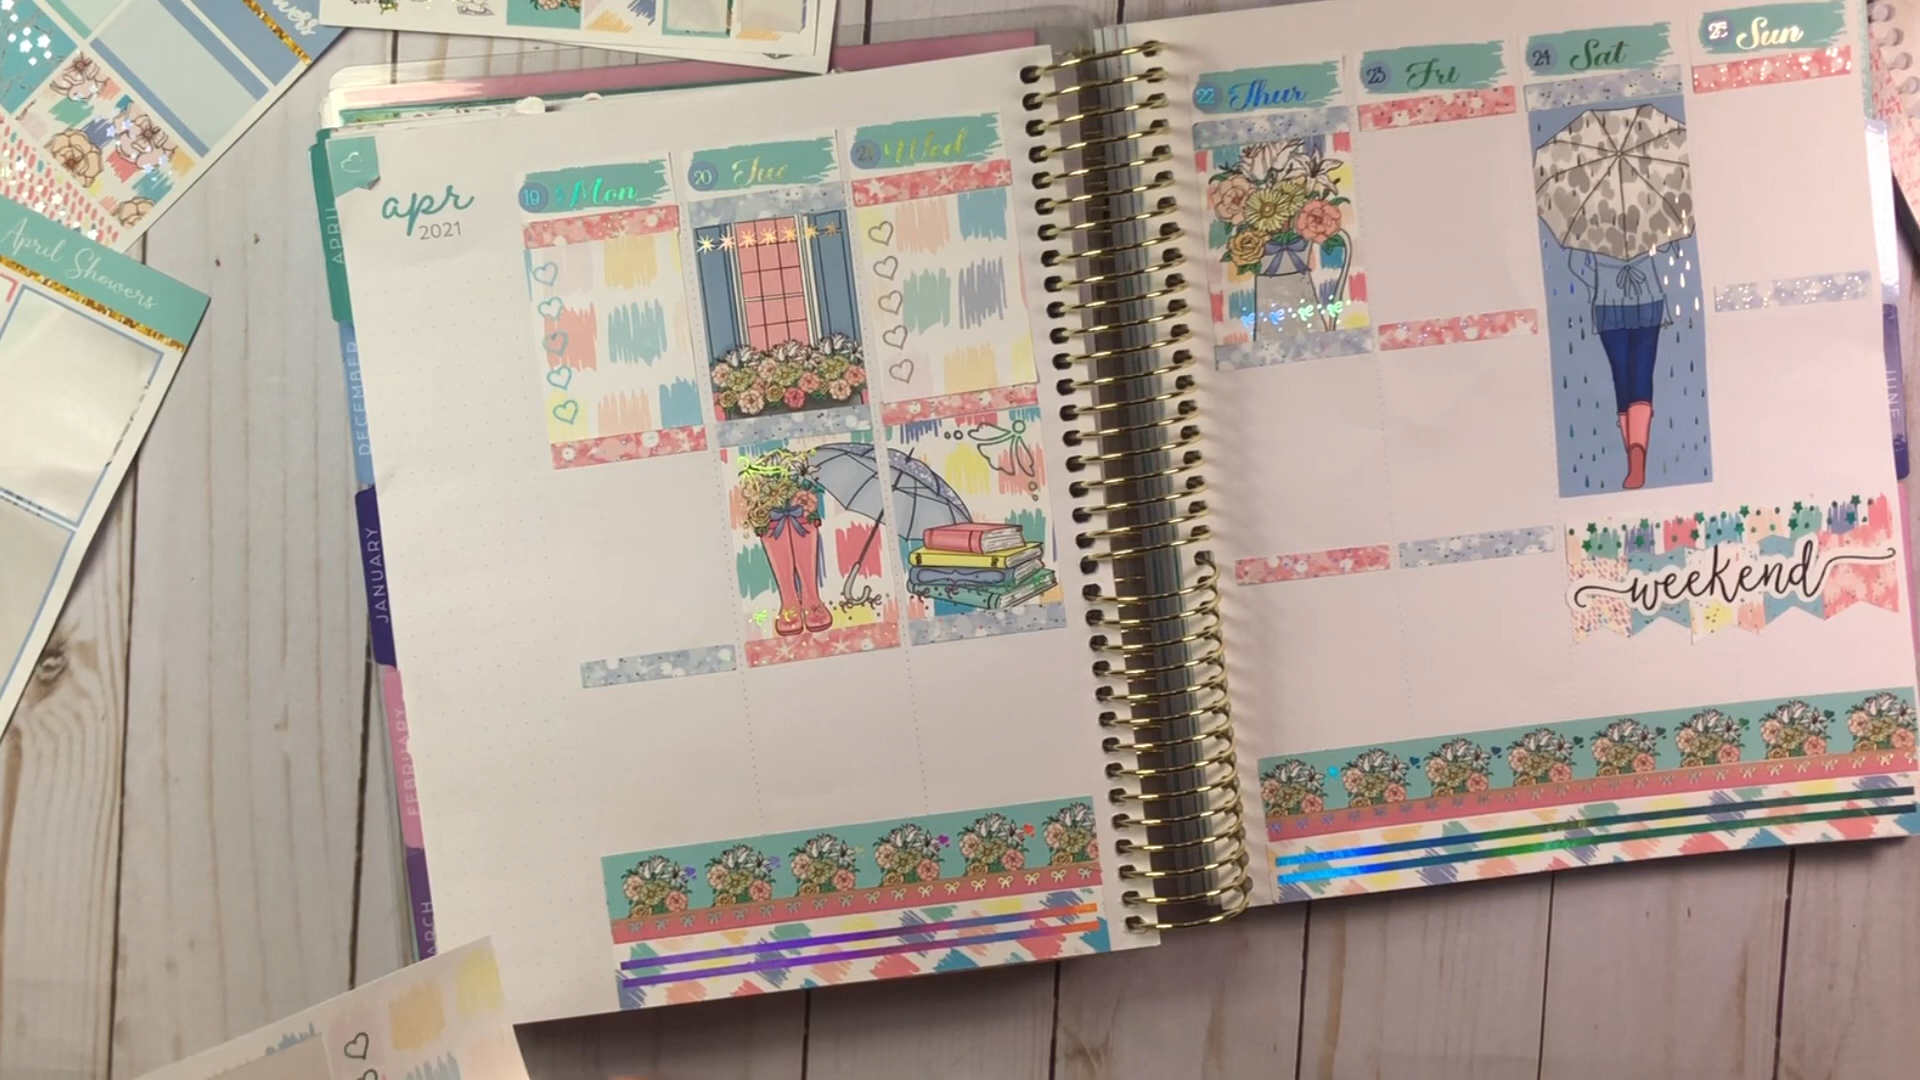 apr
2021
19 Mon
20 Tue
21 Wed
22 Thur
23 Fri
24 Sat
25 Sun
weekend
April Showers
APRIL
DECEMBER
JANUARY
FEBRUARY
JUNE